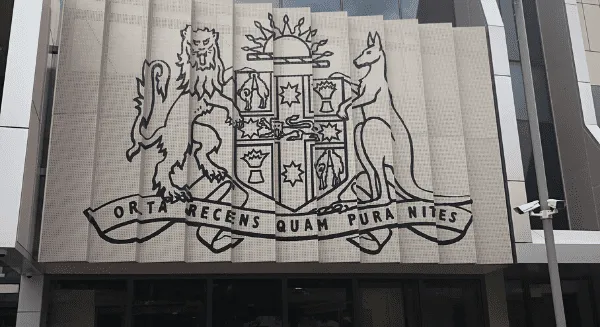 ORTA RECENS QUAM PURA NITES